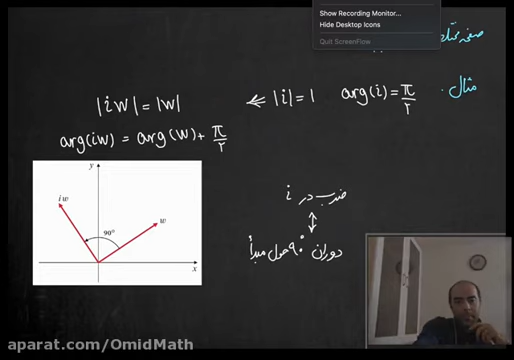 Show Recording Monitor...
Hide Desktop Icons
Quit ScreenFlow
مثال.
arg(i) = π/۲
|i| = 1
⇐
|iw| = |w|
arg(iw) = arg(w) + π/۲
y
iw
w
90°
x
ضرب در i
↕
دوران ۹۰° حول مبدأ
aparat.com/OmidMath